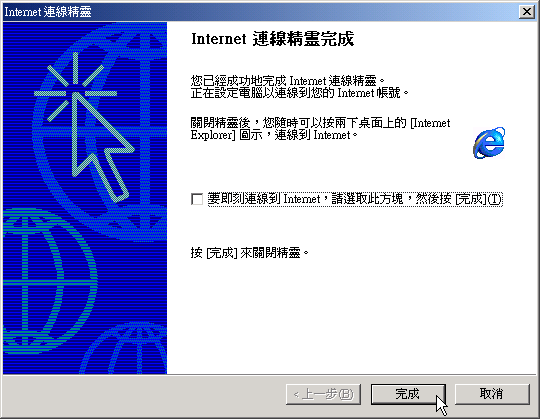 Internet 連線精靈
Internet 連線精靈完成
您已經成功地完成 Internet 連線精靈。
正在設定電腦以連線到您的 Internet 帳號。
關閉精靈後，您隨時可以按兩下桌面上的 [Internet
Explorer] 圖示，連線到 Internet。
要即刻連線到 Internet，請選取此方塊，然後按 [完成](T)
按 [完成] 來關閉精靈。
< 上一步(B)
完成
取消